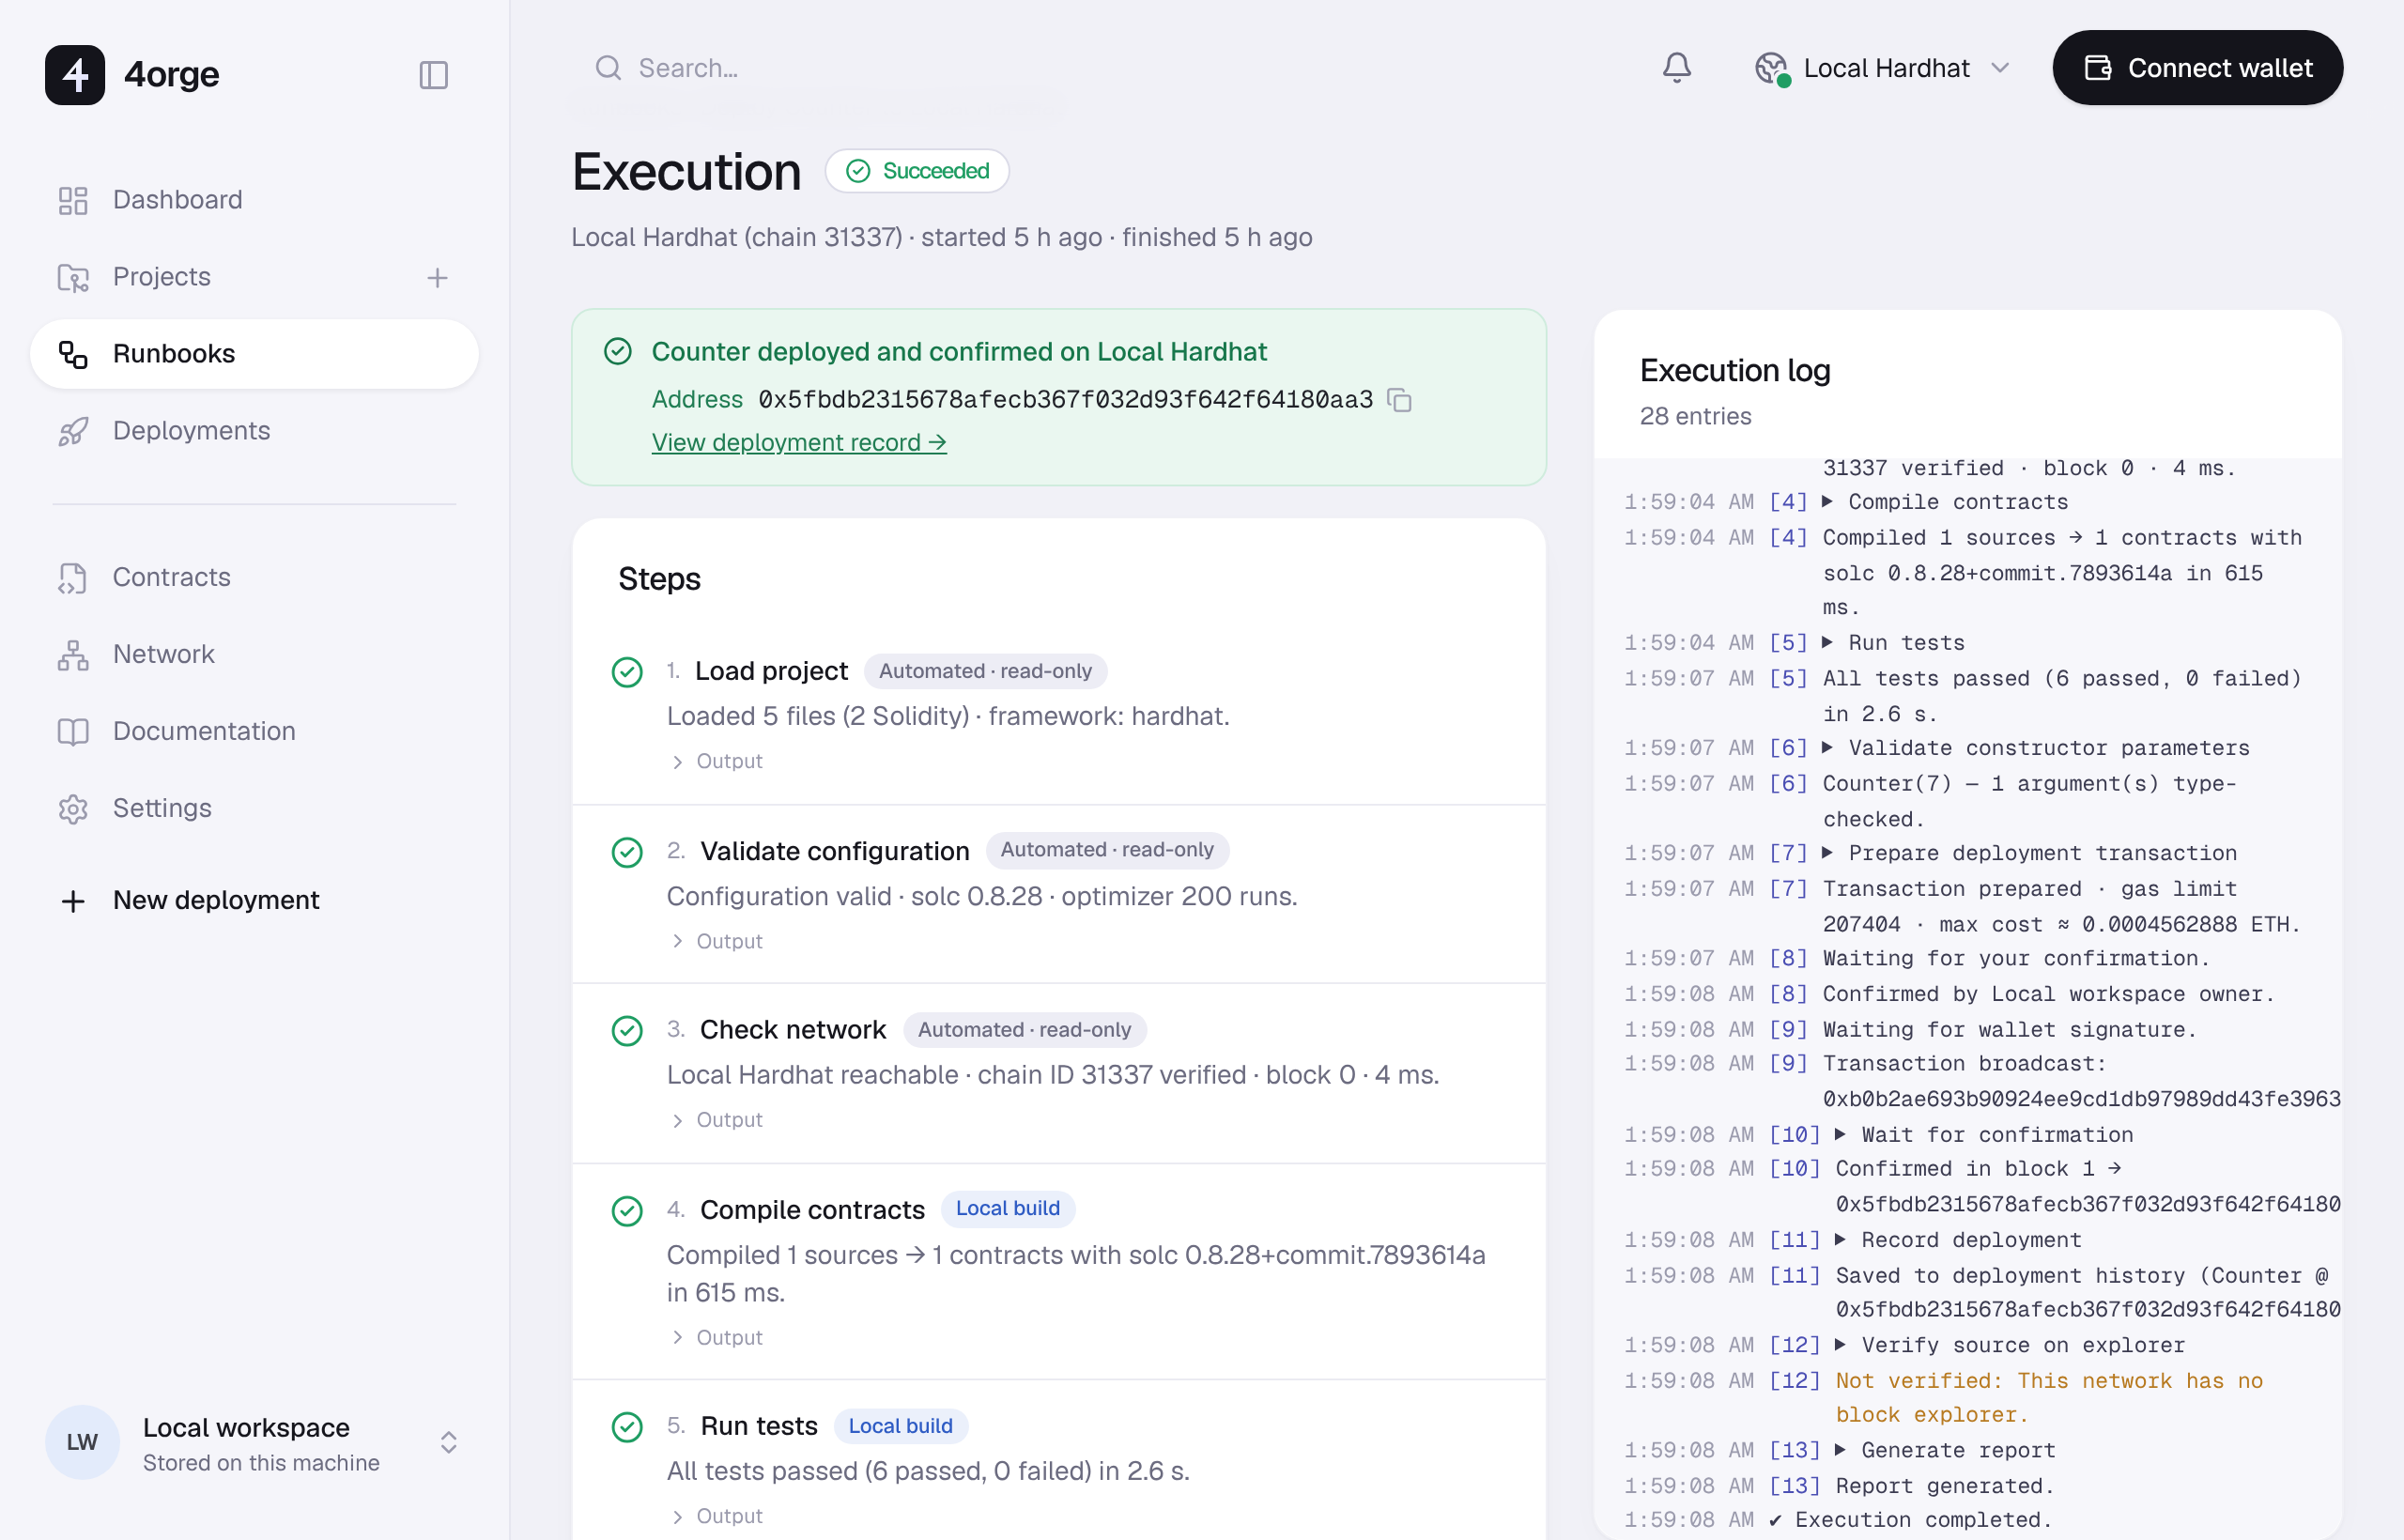 4orge
Dashboard
Projects
Runbooks
Deployments
Contracts
Network
Documentation
Settings
New deployment
LW
Local workspace
Stored on this machine
Search...
Local Hardhat
Connect wallet
Execution
Succeeded
Local Hardhat (chain 31337) · started 5 h ago · finished 5 h ago
Counter deployed and confirmed on Local Hardhat
Address 0x5fbdb2315678afecb367f032d93f642f64180aa3
View deployment record →
Steps
1. Load project Automated · read-only
Loaded 5 files (2 Solidity) · framework: hardhat.
Output
2. Validate configuration Automated · read-only
Configuration valid · solc 0.8.28 · optimizer 200 runs.
Output
3. Check network Automated · read-only
Local Hardhat reachable · chain ID 31337 verified · block 0 · 4 ms.
Output
4. Compile contracts Local build
Compiled 1 sources → 1 contracts with solc 0.8.28+commit.7893614a
in 615 ms.
Output
5. Run tests Local build
All tests passed (6 passed, 0 failed) in 2.6 s.
Output
Execution log
28 entries
31337 verified · block 0 · 4 ms.
1:59:04 AM [4] ▶ Compile contracts
1:59:04 AM [4] Compiled 1 sources → 1 contracts with
solc 0.8.28+commit.7893614a in 615
ms.
1:59:04 AM [5] ▶ Run tests
1:59:07 AM [5] All tests passed (6 passed, 0 failed)
in 2.6 s.
1:59:07 AM [6] ▶ Validate constructor parameters
1:59:07 AM [6] Counter(7) — 1 argument(s) type-
checked.
1:59:07 AM [7] ▶ Prepare deployment transaction
1:59:07 AM [7] Transaction prepared · gas limit
207404 · max cost ≈ 0.0004562888 ETH.
1:59:07 AM [8] Waiting for your confirmation.
1:59:08 AM [8] Confirmed by Local workspace owner.
1:59:08 AM [9] Waiting for wallet signature.
1:59:08 AM [9] Transaction broadcast:
0xb0b2ae693b90924ee9cd1db97989dd43fe3963
1:59:08 AM [10] ▶ Wait for confirmation
1:59:08 AM [10] Confirmed in block 1 →
0x5fbdb2315678afecb367f032d93f642f64180
1:59:08 AM [11] ▶ Record deployment
1:59:08 AM [11] Saved to deployment history (Counter @
0x5fbdb2315678afecb367f032d93f642f64180
1:59:08 AM [12] ▶ Verify source on explorer
1:59:08 AM [12] Not verified: This network has no
block explorer.
1:59:08 AM [13] ▶ Generate report
1:59:08 AM [13] Report generated.
1:59:08 AM ✔ Execution completed.